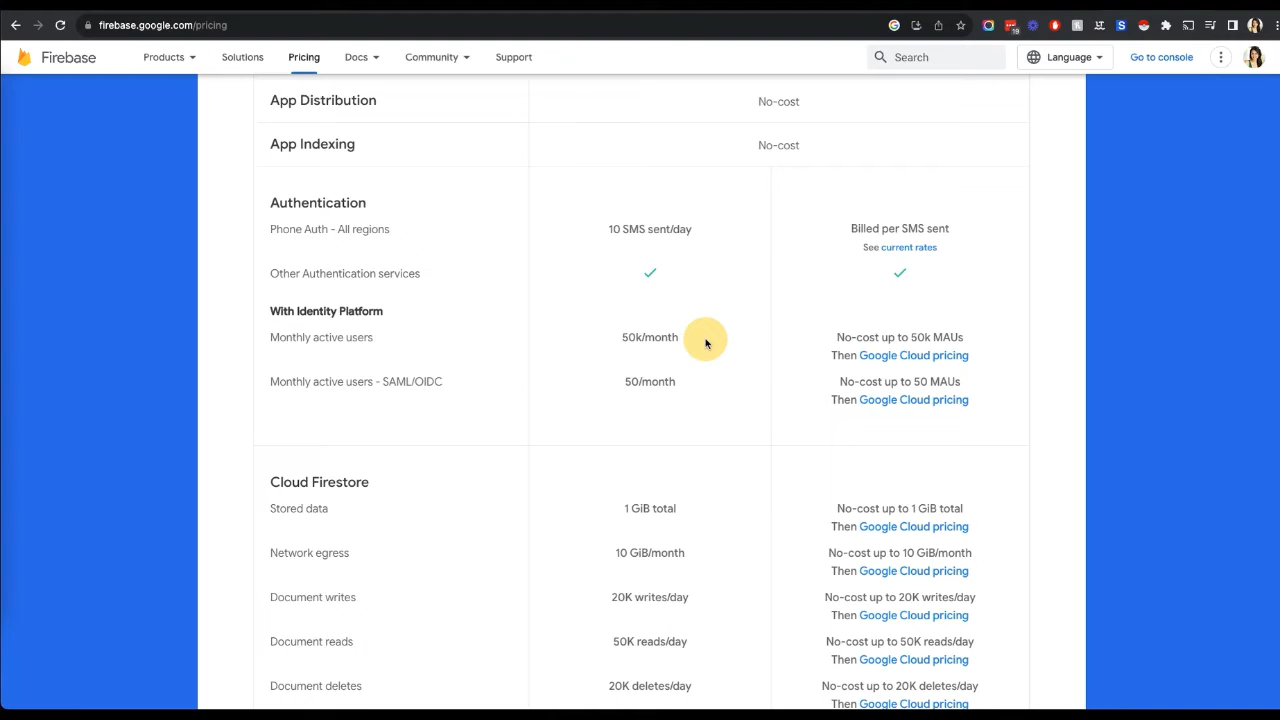 firebase.google.com/pricing
19
Firebase
Products
Solutions
Pricing
Docs
Community
Support
Search
Language
Go to console
App Distribution
No-cost
App Indexing
No-cost
Authentication
Phone Auth - All regions
10 SMS sent/day
Billed per SMS sent
See current rates
Other Authentication services
With Identity Platform
Monthly active users
50k/month
No-cost up to 50k MAUs
Then Google Cloud pricing
Monthly active users - SAML/OIDC
50/month
No-cost up to 50 MAUs
Then Google Cloud pricing
Cloud Firestore
Stored data
1 GiB total
No-cost up to 1 GiB total
Then Google Cloud pricing
Network egress
10 GiB/month
No-cost up to 10 GiB/month
Then Google Cloud pricing
Document writes
20K writes/day
No-cost up to 20K writes/day
Then Google Cloud pricing
Document reads
50K reads/day
No-cost up to 50K reads/day
Then Google Cloud pricing
Document deletes
20K deletes/day
No-cost up to 20K deletes/day
Then Google Cloud pricing